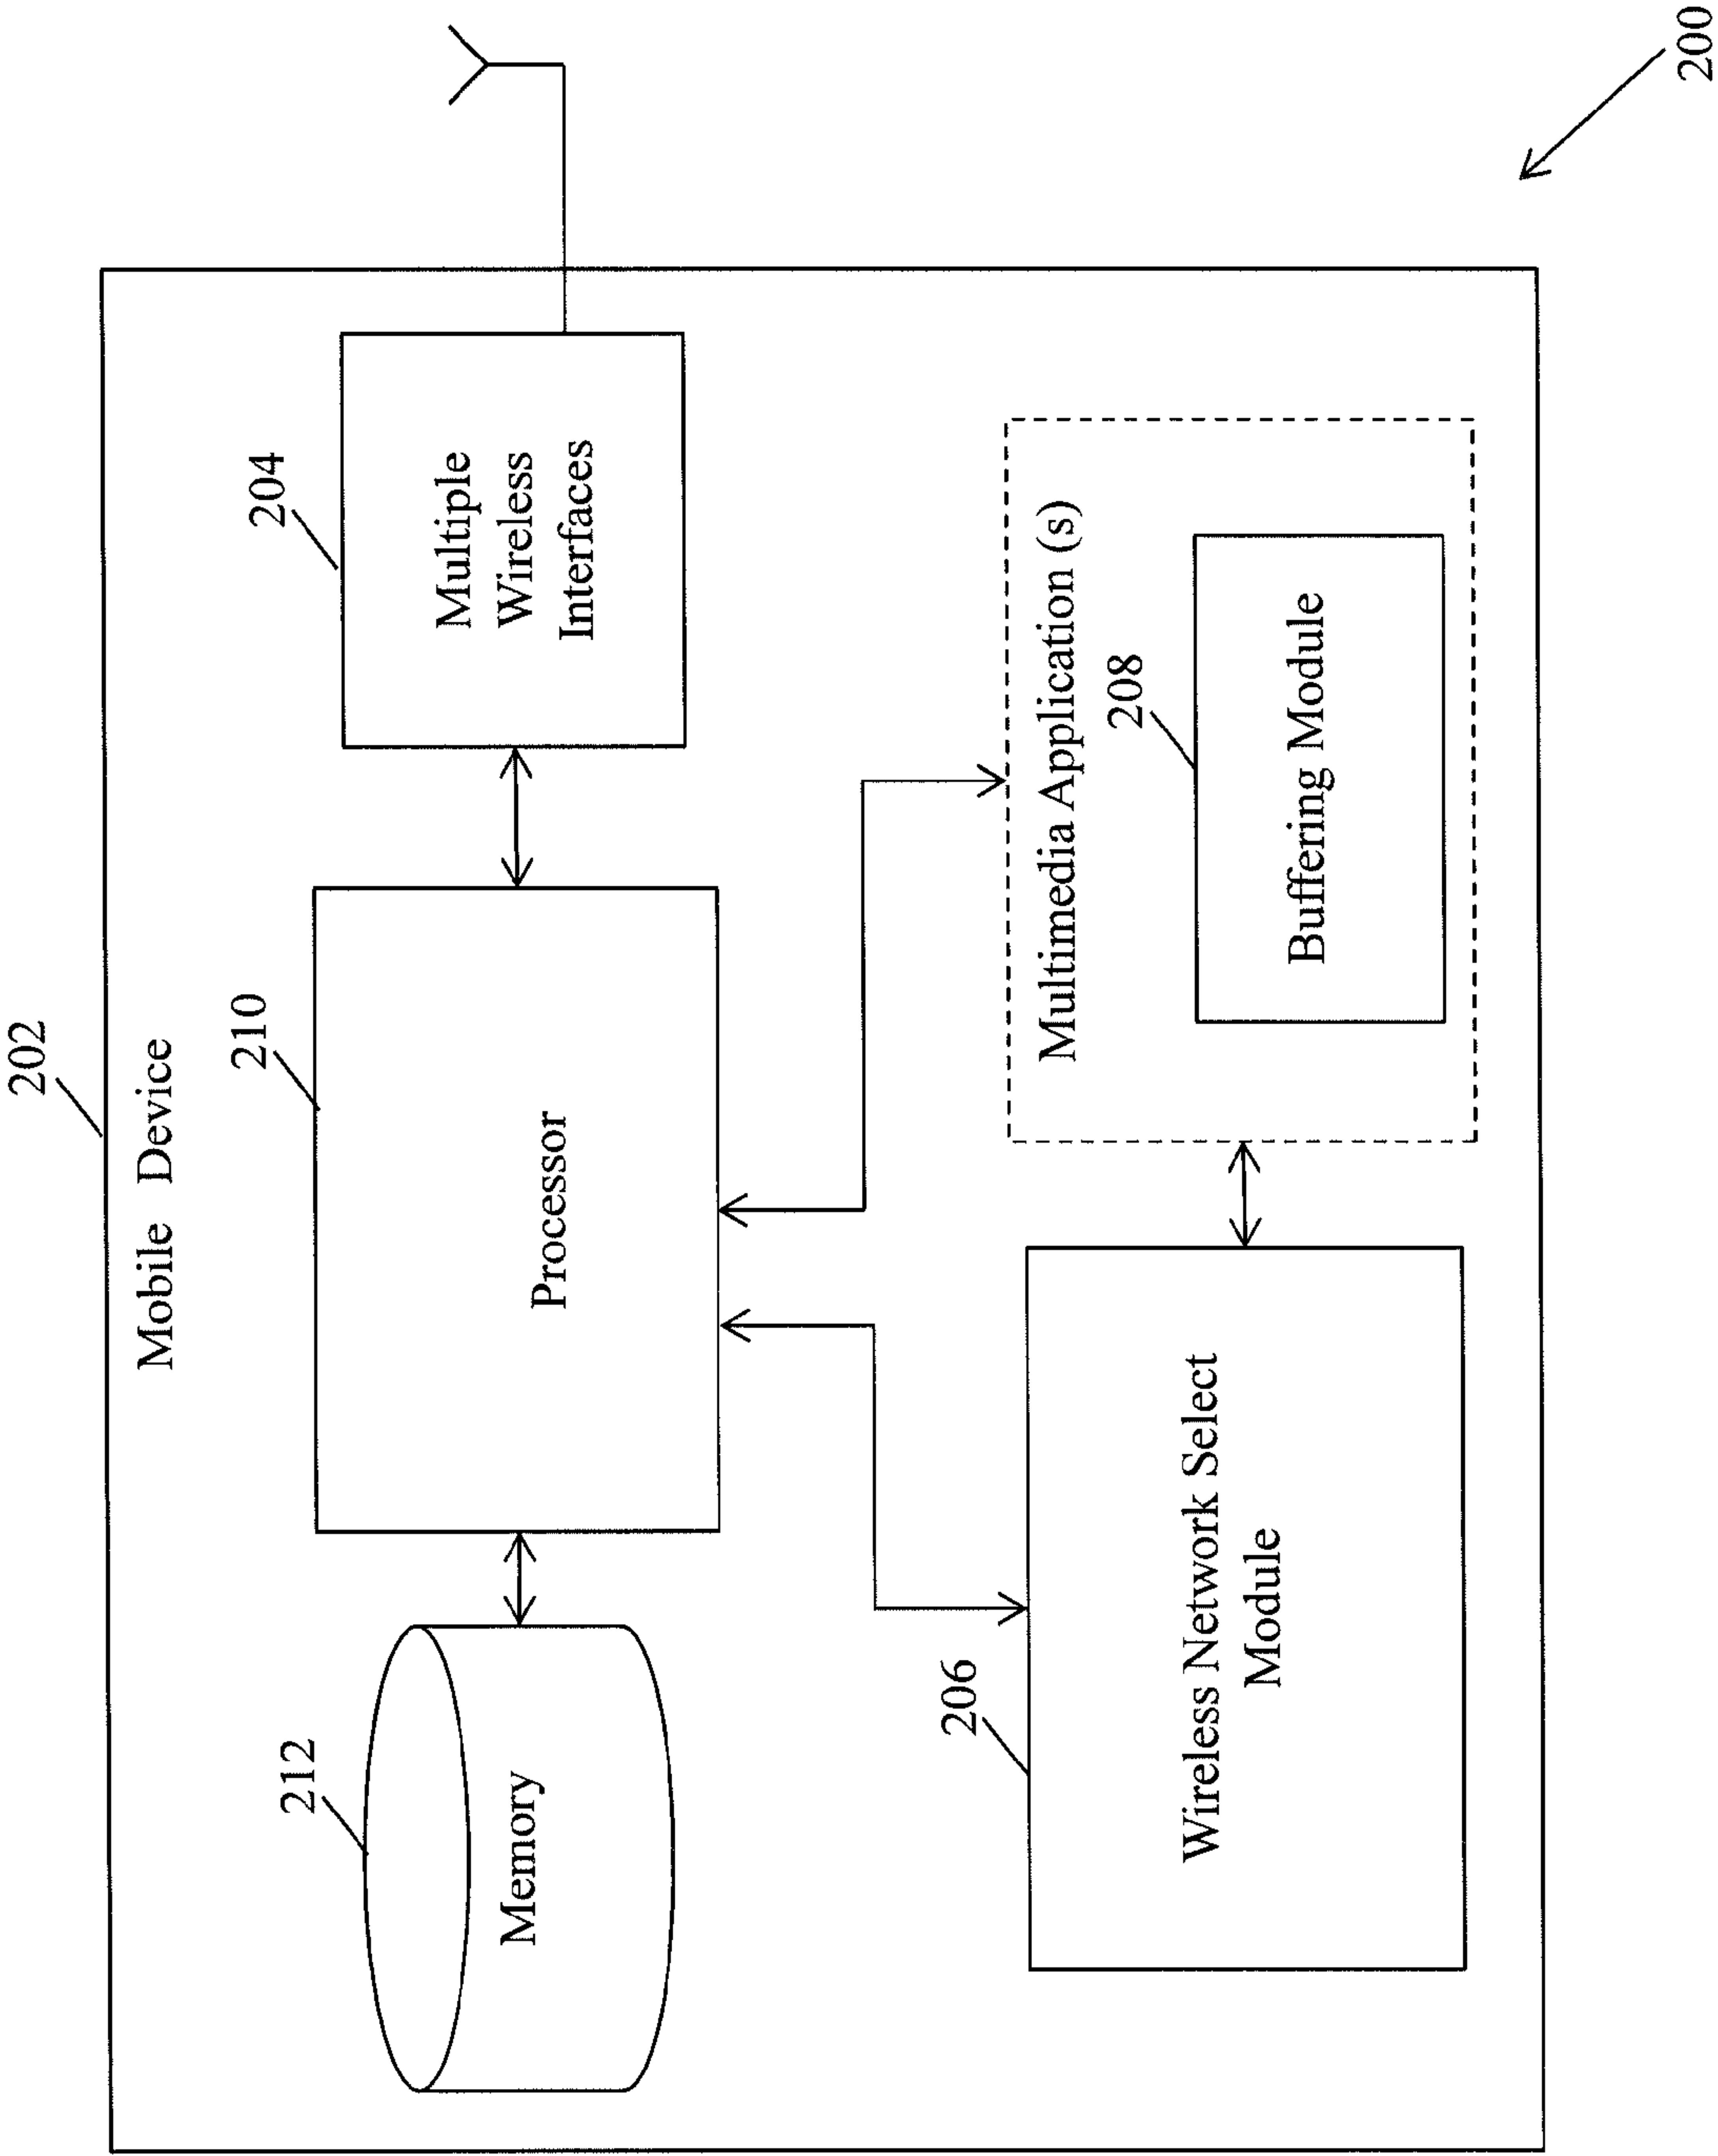 202
Mobile Device
212
Memory
210
Processor
204
Multiple
Wireless
Interfaces
206
Wireless Network Select
Module
Multimedia Application (s)
208
Buffering Module
200